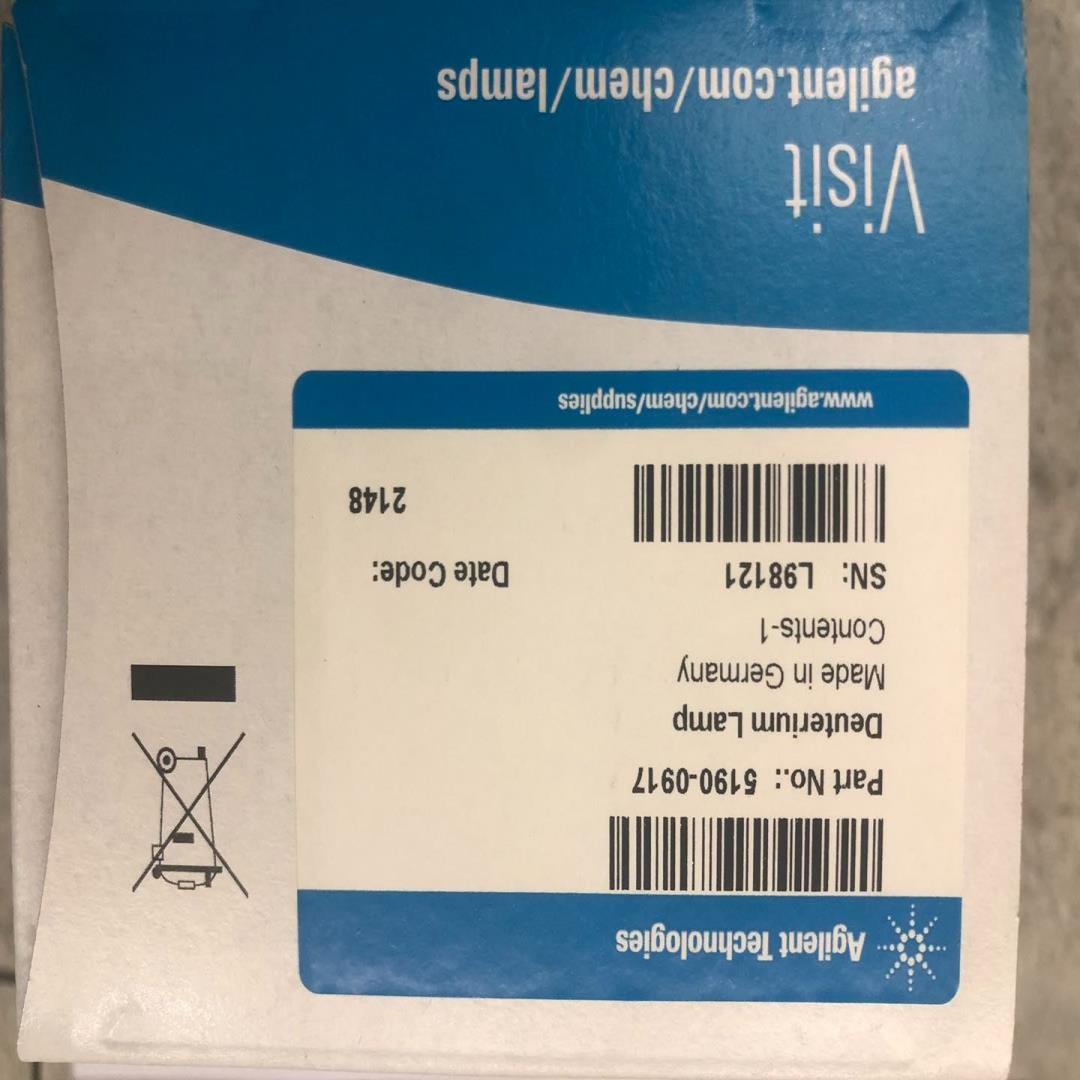 Agilent Technologies
Part No.: 5190-0917
Deuterium Lamp
Made in Germany
Contents-1
SN: L98121 Date Code:
2148
www.agilent.com/chem/supplies
Visit
agilent.com/chem/lamps